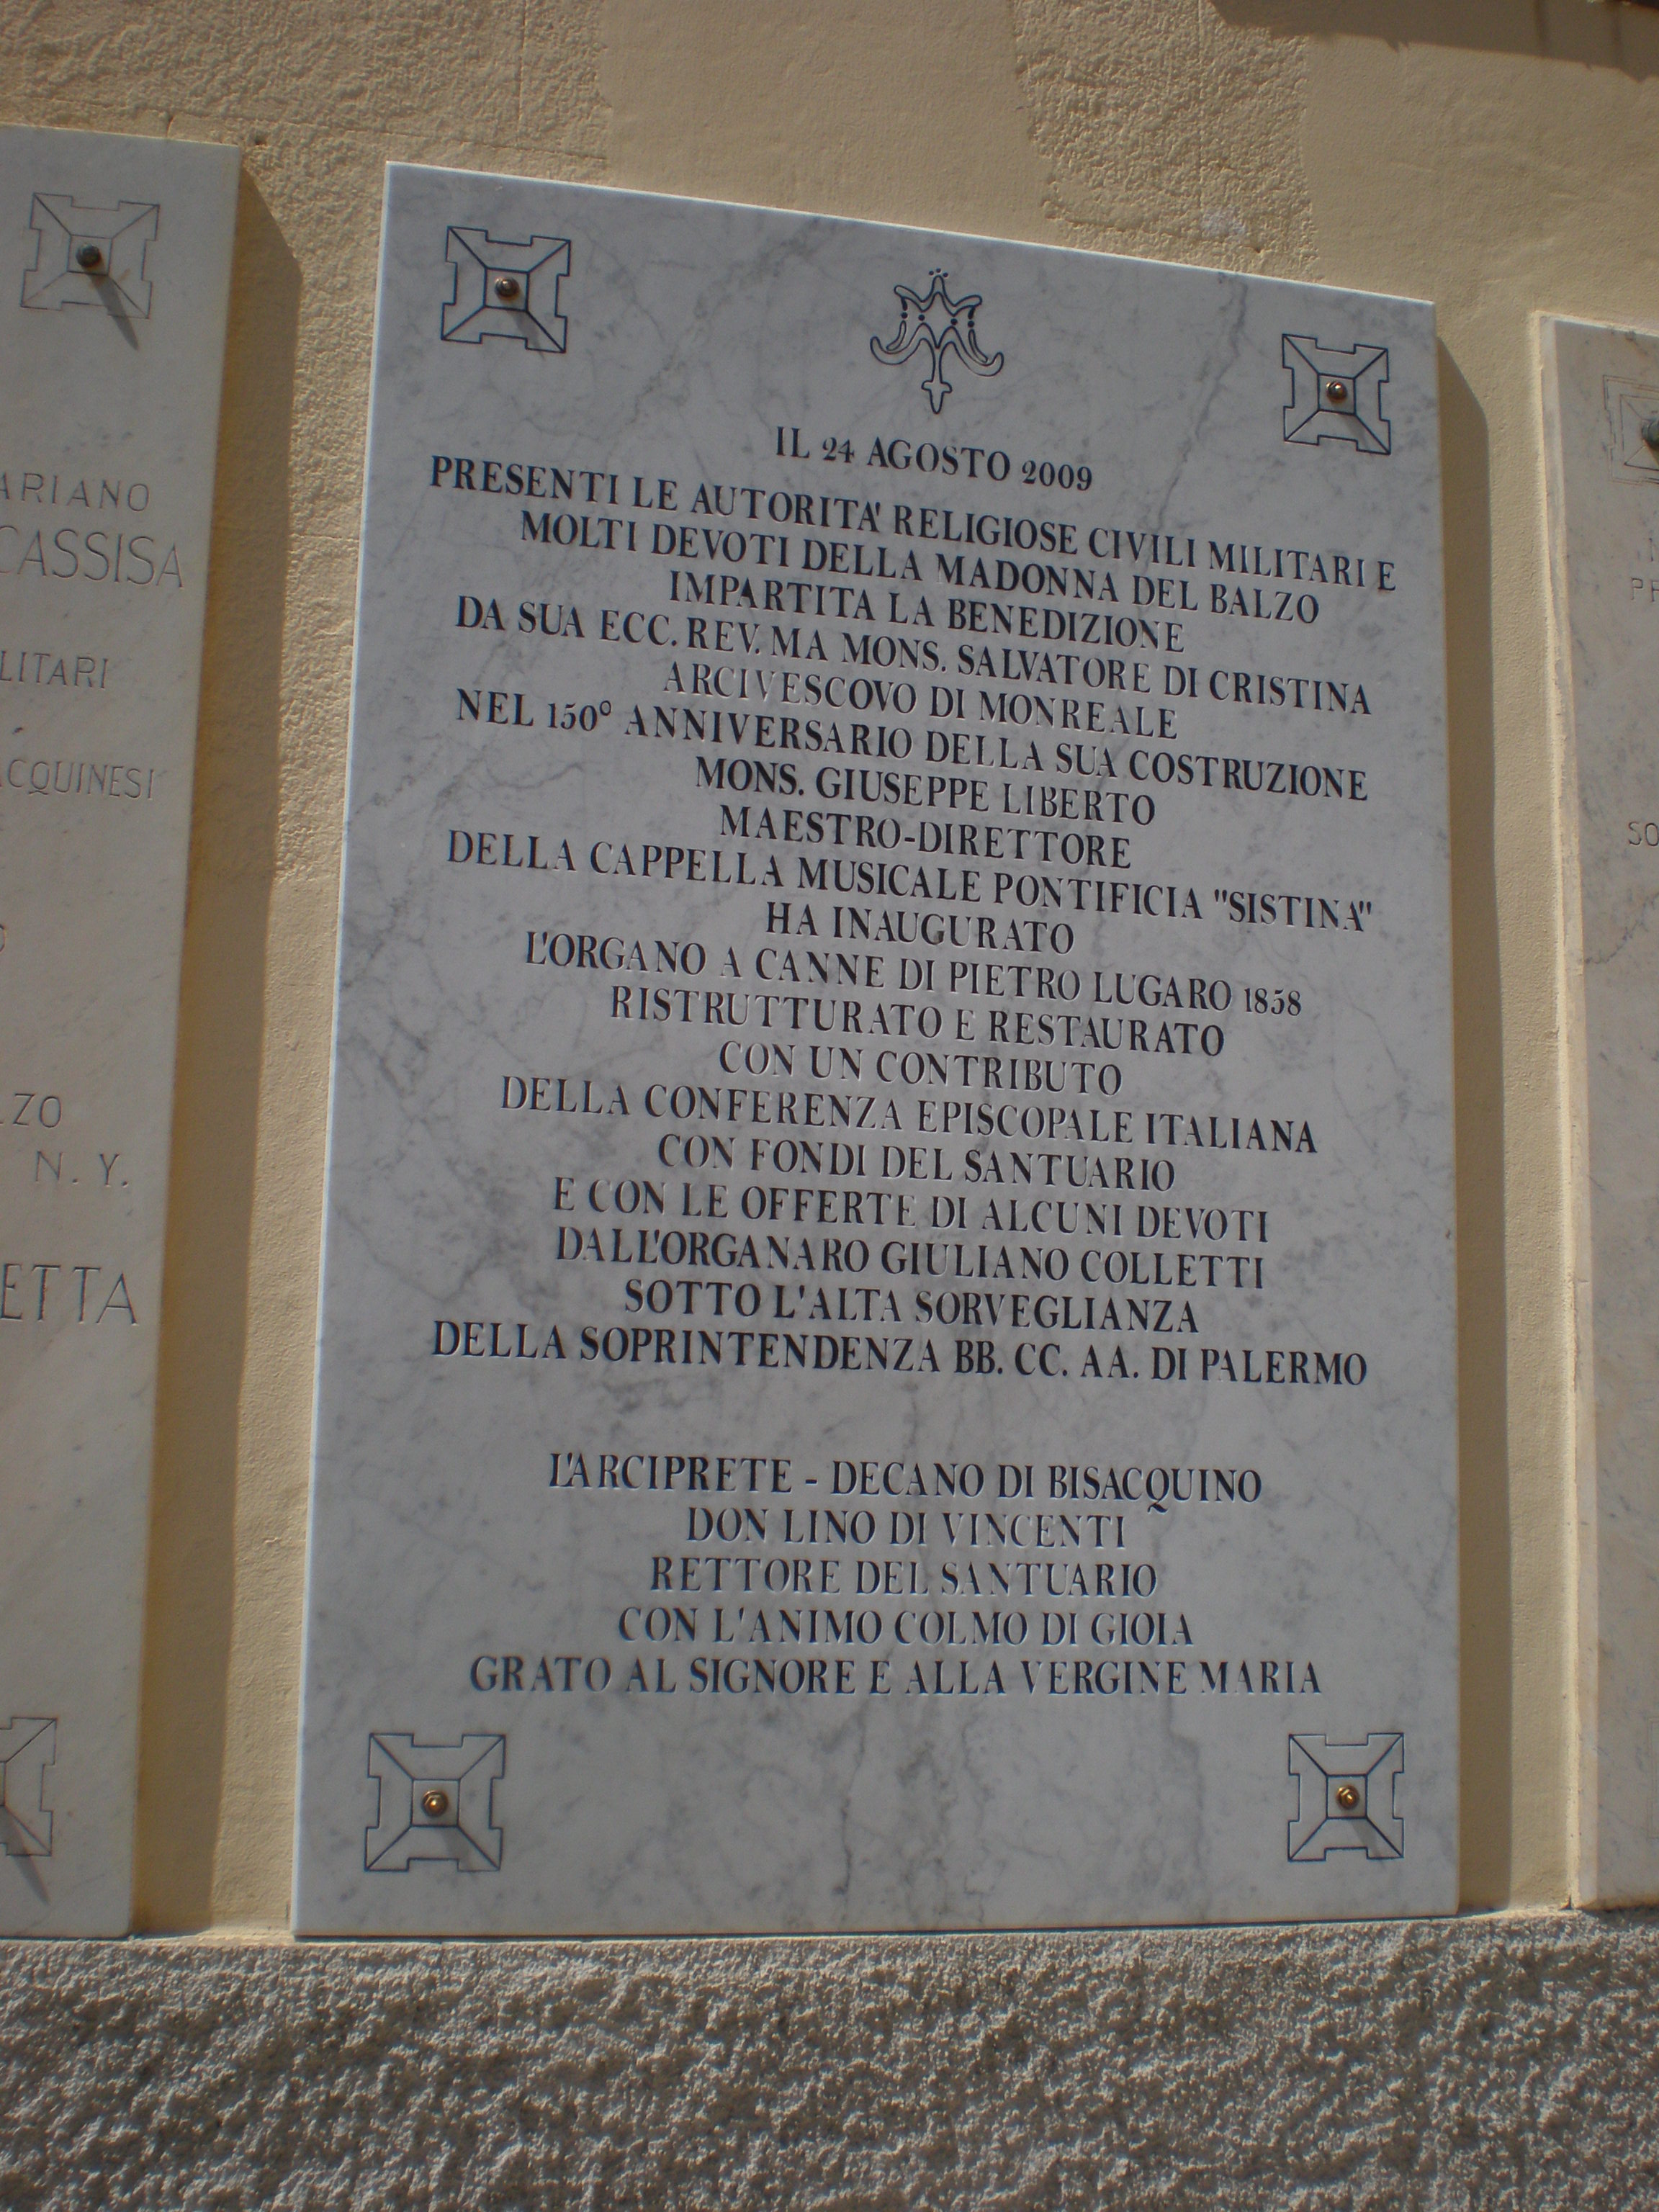 ARIANO
CASSISA
LITARI
ACQUINESI
ZO
N. Y.
ETTA
IL 24 AGOSTO 2009
PRESENTI LE AUTORITA' RELIGIOSE CIVILI MILITARI E
MOLTI DEVOTI DELLA MADONNA DEL BALZO
IMPARTITA LA BENEDIZIONE
DA SUA ECC. REV. MA MONS. SALVATORE DI CRISTINA
ARCIVESCOVO DI MONREALE
NEL 150° ANNIVERSARIO DELLA SUA COSTRUZIONE
MONS. GIUSEPPE LIBERTO
MAESTRO-DIRETTORE
DELLA CAPPELLA MUSICALE PONTIFICIA "SISTINA"
HA INAUGURATO
L'ORGANO A CANNE DI PIETRO LUGARO 1858
RISTRUTTURATO E RESTAURATO
CON UN CONTRIBUTO
DELLA CONFERENZA EPISCOPALE ITALIANA
CON FONDI DEL SANTUARIO
E CON LE OFFERTE DI ALCUNI DEVOTI
DALL'ORGANARO GIULIANO COLLETTI
SOTTO L'ALTA SORVEGLIANZA
DELLA SOPRINTENDENZA BB. CC. AA. DI PALERMO
L'ARCIPRETE - DECANO DI BISACQUINO
DON LINO DI VINCENTI
RETTORE DEL SANTUARIO
CON L'ANIMO COLMO DI GIOIA
GRATO AL SIGNORE E ALLA VERGINE MARIA
SO